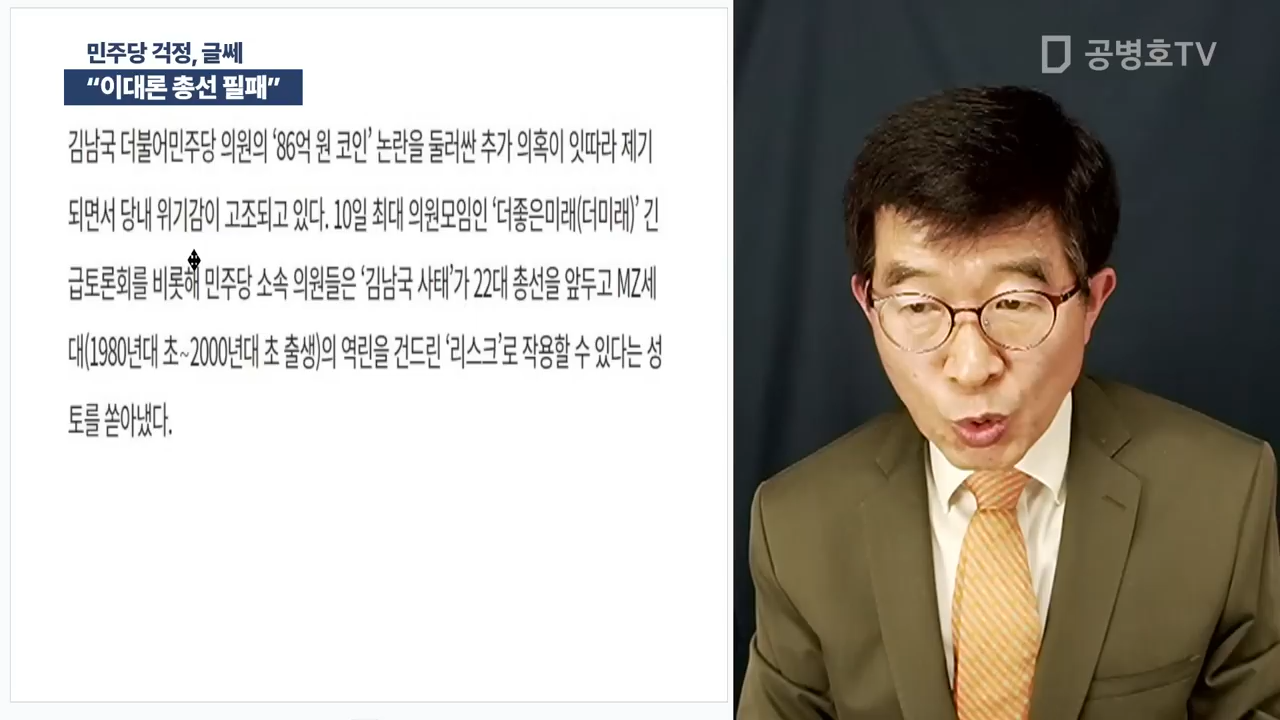 민주당 걱정, 글쎄
“이대론 총선 필패”
김남국 더불어민주당 의원의 ‘86억 원 코인’ 논란을 둘러싼 추가 의혹이 잇따라 제기
되면서 당내 위기감이 고조되고 있다. 10일 최대 의원모임인 ‘더좋은미래(더미래)’ 긴
급토론회를 비롯해 민주당 소속 의원들은 ‘김남국 사태’가 22대 총선을 앞두고 MZ세
대(1980년대 초~2000년대 초 출생)의 역린을 건드린 ‘리스크’로 작용할 수 있다는 성
토를 쏟아냈다.
공병호TV